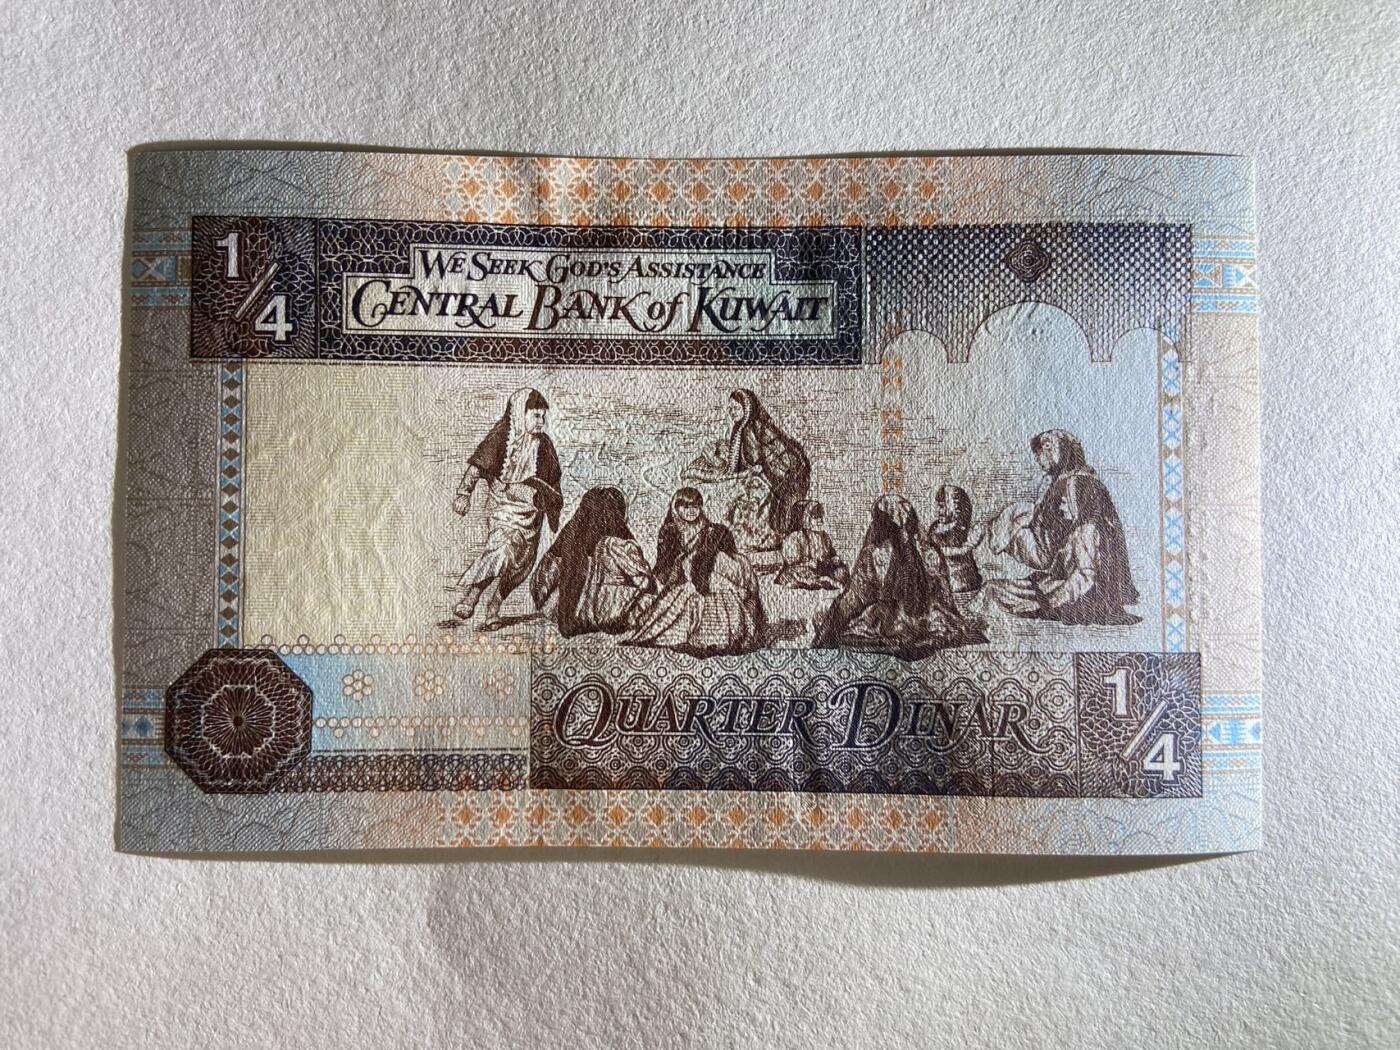 1/4
WE SEEK GOD'S ASSISTANCE
CENTRAL BANK of KUWAIT
QUARTER DINAR
1/4